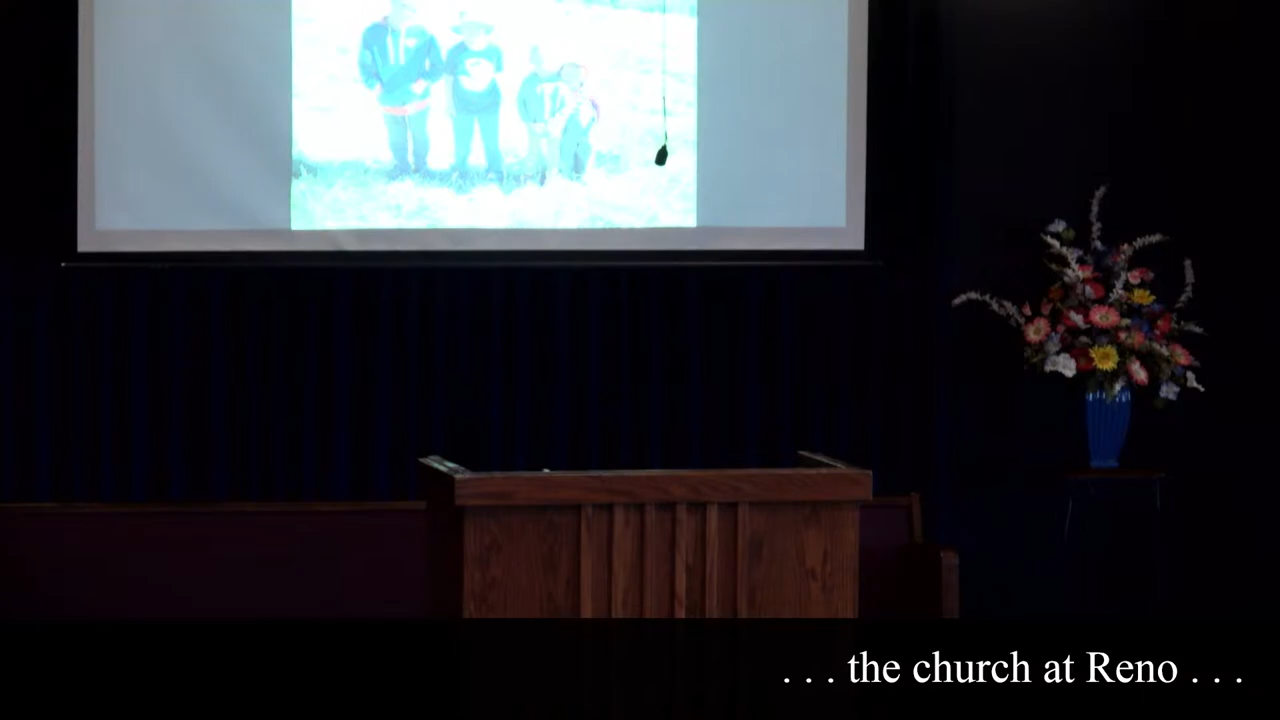 . . . the church at Reno . . .